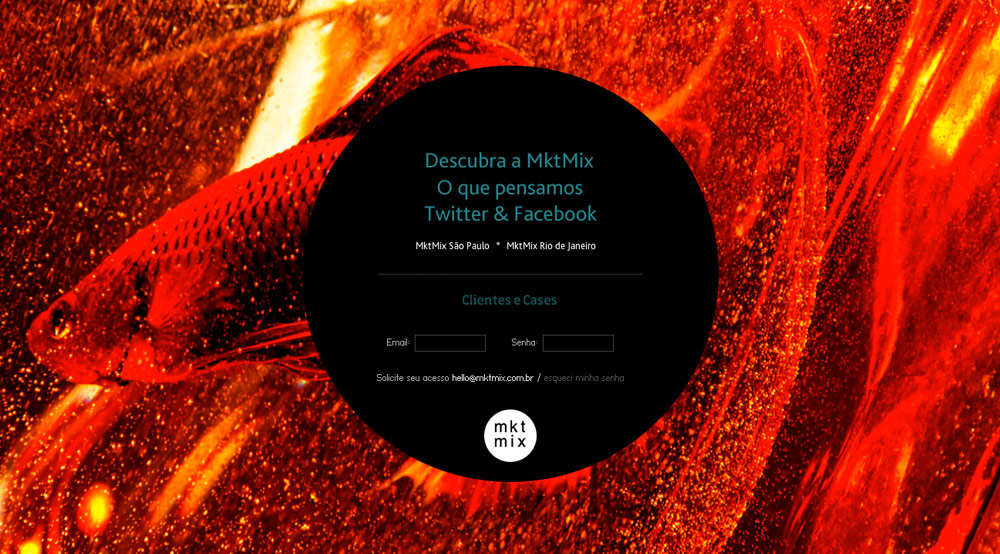 Descubra a MktMix
O que pensamos
Twitter & Facebook
MktMix São Paulo * MktMix Rio de Janeiro
Clientes e Cases
Email: Senha:
Solicite seu acesso hello@mktmix.com.br / esqueci minha senha
mkt
mix